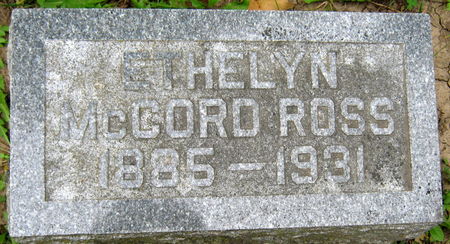 ETHELYN
McCORD ROSS
1885 — 1931